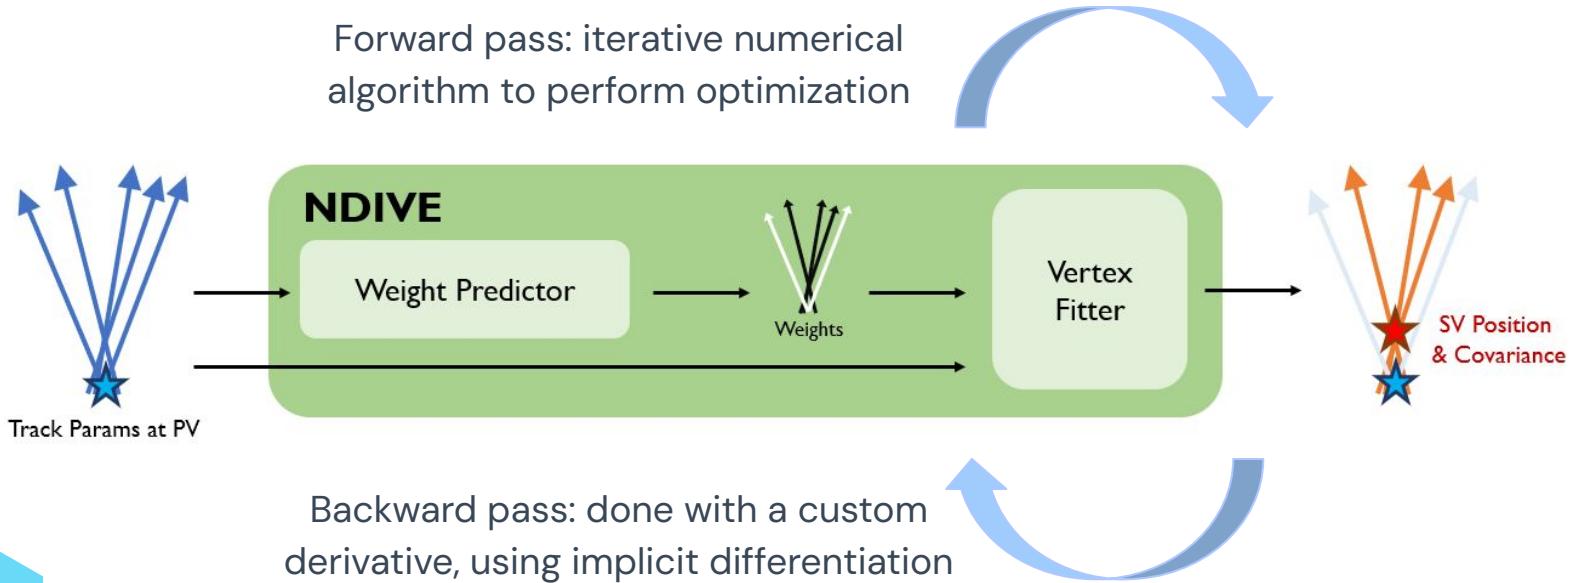 Forward pass: iterative numerical
algorithm to perform optimization
NDIVE
Weight Predictor
Weights
Vertex
Fitter
SV Position
& Covariance
Track Params at PV
Backward pass: done with a custom
derivative, using implicit differentiation